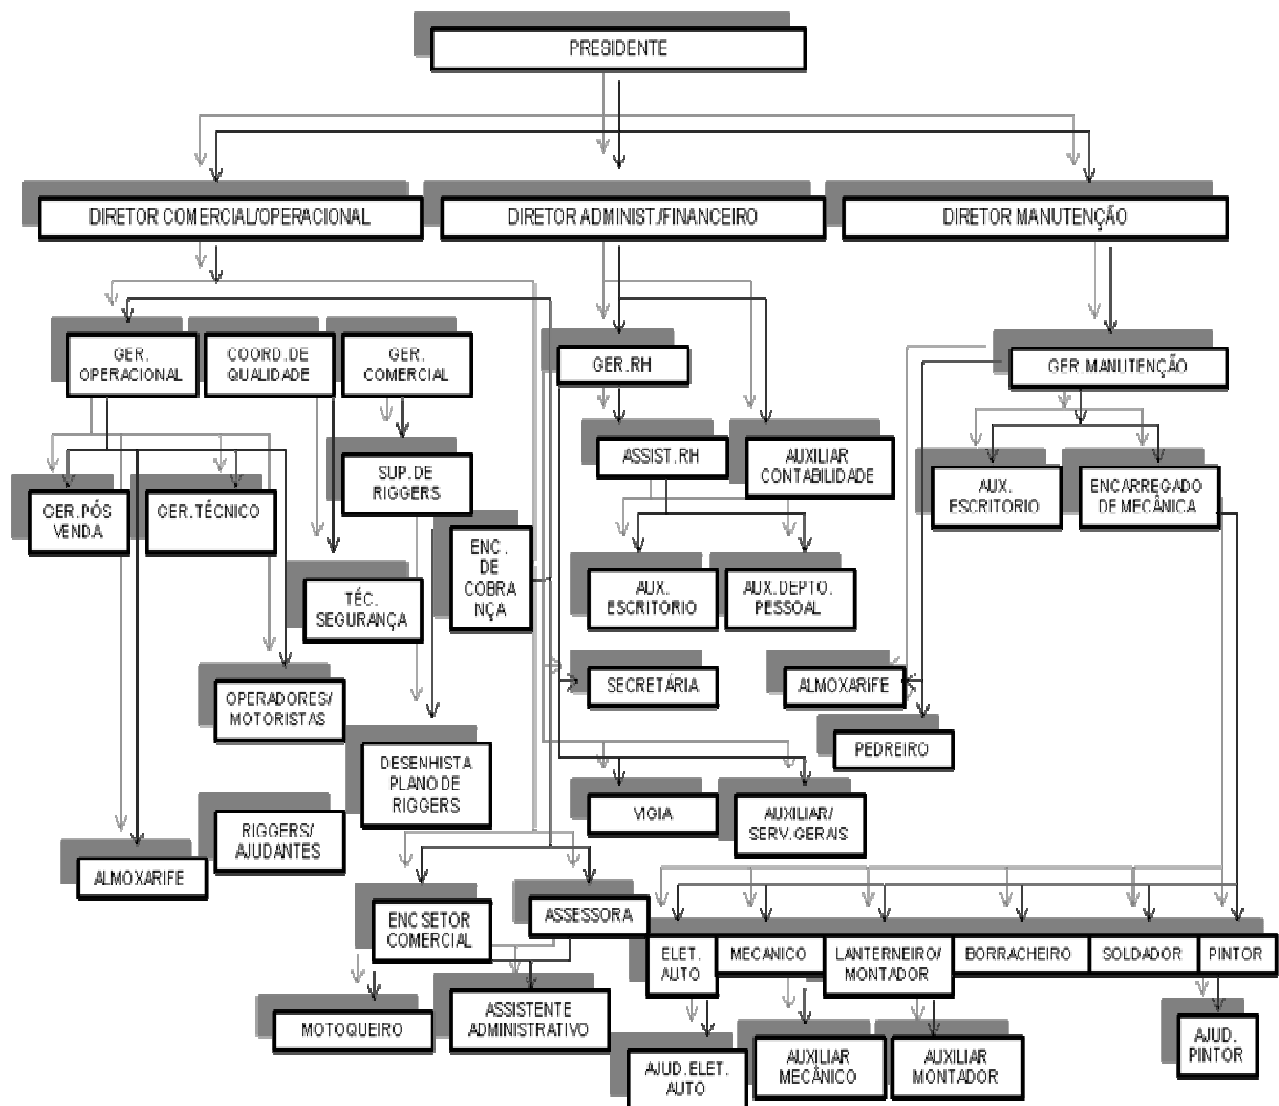 PRESIDENTE
DIRETOR COMERCIAL/OPERACIONAL
DIRETOR ADMINIST./FINANCEIRO
DIRETOR MANUTENÇÃO
GER.
OPERACIONAL
COORD.DE
QUALIDADE
GER.
COMERCIAL
GER.RH
GER.MANUTENÇÃO
SUP.DE
RIGGERS
ASSIST.RH
AUXILIAR
CONTABILIDADE
AUX.
ESCRITORIO
ENCARREGADO
DE MECÂNICA
GER.PÓS
VENDA
GER.TÉCNICO
ENC.
DE
COBRA
NÇA
TÉC.
SEGURANÇA
AUX.
ESCRITORIO
AUX.DEPTO.
PESSOAL
OPERADORES/
MOTORISTAS
SECRETÁRIA
ALMOXARIFE
PEDREIRO
DESENHISTA
PLANO DE
RIGGERS
VIGIA
AUXILIAR/
SERV.GERAIS
RIGGERS/
AJUDANTES
ALMOXARIFE
ENC SETOR
COMERCIAL
ASSESSORA
ELET.
AUTO
MECANICO
LANTERNEIRO/
MONTADOR
BORRACHEIRO
SOLDADOR
PINTOR
MOTOQUEIRO
ASSISTENTE
ADMINISTRATIVO
AJUD.ELET.
AUTO
AUXILIAR
MECÂNICO
AUXILIAR
MONTADOR
AJUD.
PINTOR